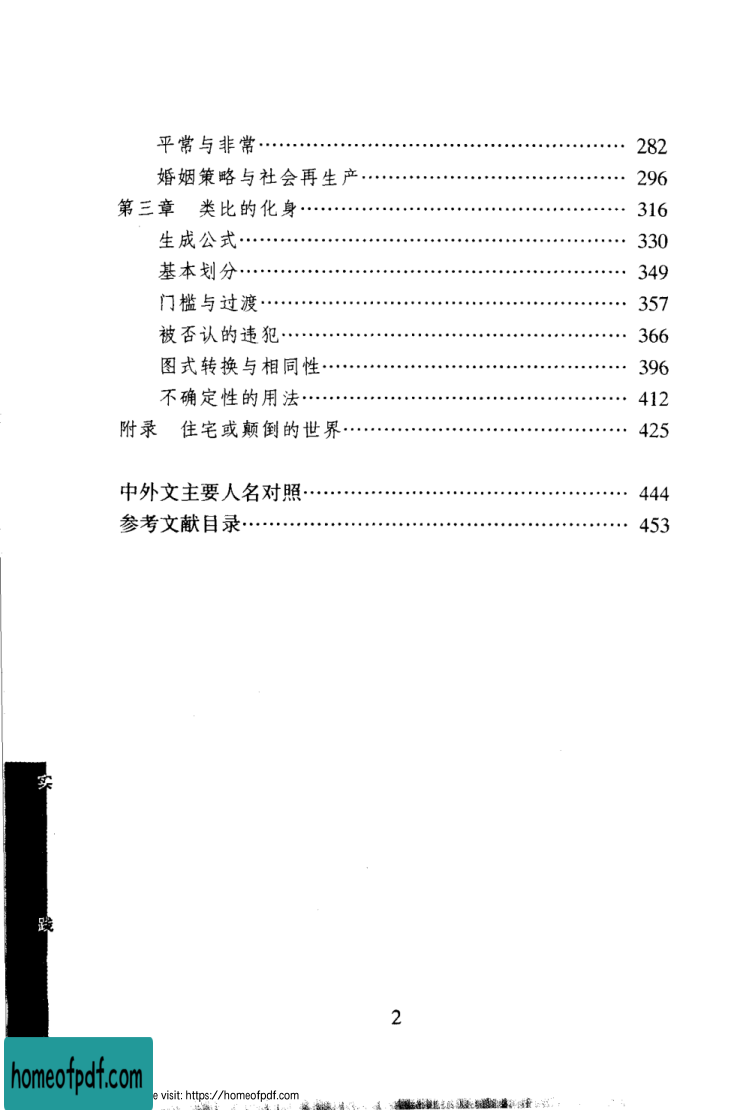 平常与非常…………………………………………… 282
婚姻策略与社会再生产……………………………… 296
第三章 类比的化身…………………………………… 316
生成公式……………………………………………… 330
基本划分……………………………………………… 349
门槛与过渡…………………………………………… 357
被否认的违犯………………………………………… 366
图式转换与相同性…………………………………… 396
不确定性的用法……………………………………… 412
附录 住宅或颠倒的世界……………………………… 425
中外文主要人名对照………………………………… 444
参考文献目录………………………………………… 453
实
践
2
homeofpdf.com
e visit: https://homeofpdf.com